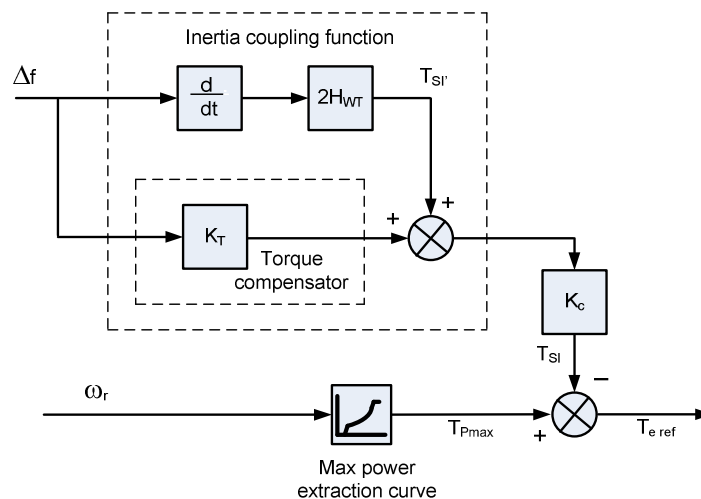 Inertia coupling function
Δf
d
dt
2H_WT
T_SI'
+
+
K_T
Torque
compensator
K_c
T_SI
−
ω_r
T_Pmax
+
T_e ref
Max power
extraction curve